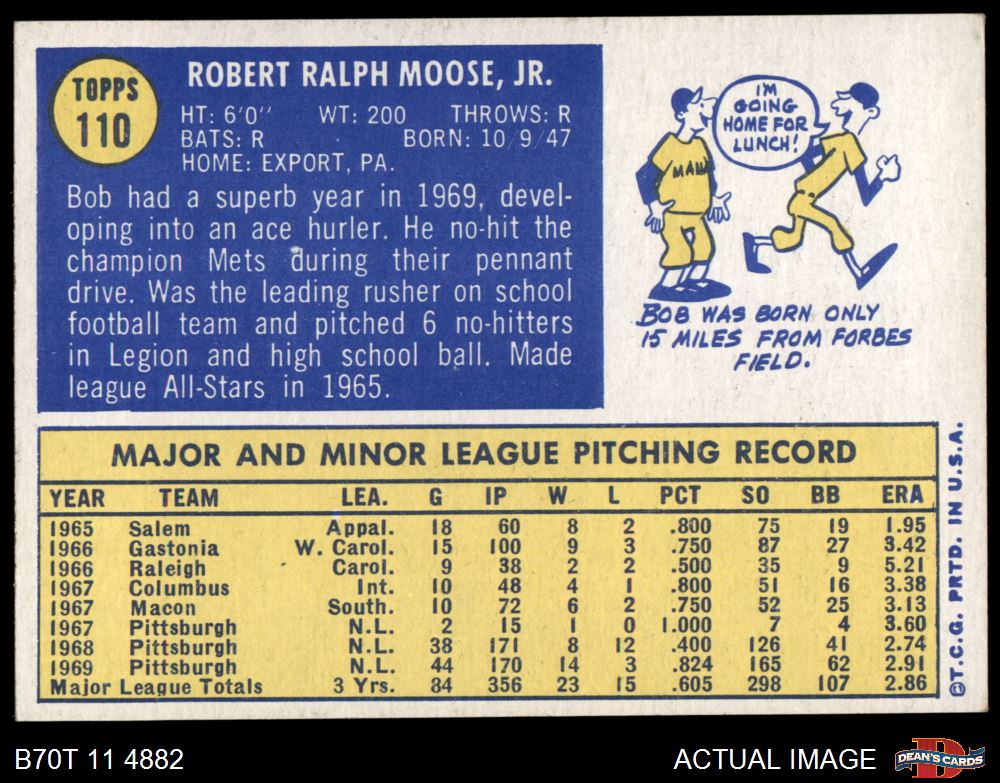 TOPPS
110
ROBERT RALPH MOOSE, JR.
HT: 6'0" WT: 200 THROWS: R
BATS: R BORN: 10/9/47
HOME: EXPORT, PA.
Bob had a superb year in 1969, devel-
oping into an ace hurler. He no-hit the
champion Mets during their pennant
drive. Was the leading rusher on school
football team and pitched 6 no-hitters
in Legion and high school ball. Made
league All-Stars in 1965.
I'M
GOING
HOME FOR
LUNCH!
BOB WAS BORN ONLY
15 MILES FROM FORBES
FIELD.
MAJOR AND MINOR LEAGUE PITCHING RECORD
YEAR TEAM LEA. G IP W L PCT SO BB ERA
1965 Salem Appal. 18 60 8 2 .800 75 19 1.95
1966 Gastonia W. Carol. 15 100 9 3 .750 87 27 3.42
1966 Raleigh Carol. 9 38 2 2 .500 35 9 5.21
1967 Columbus Int. 10 48 4 1 .800 51 16 3.38
1967 Macon South. 10 72 6 2 .750 52 25 3.13
1967 Pittsburgh N.L. 2 15 1 0 1.000 7 4 3.60
1968 Pittsburgh N.L. 38 171 8 12 .400 126 41 2.74
1969 Pittsburgh N.L. 44 170 14 3 .824 165 62 2.91
Major League Totals 3 Yrs. 84 356 23 15 .605 298 107 2.86
©T.C.G. PRTD. IN U.S.A.
B70T 11 4882
ACTUAL IMAGE
D
DEAN'S CARDS